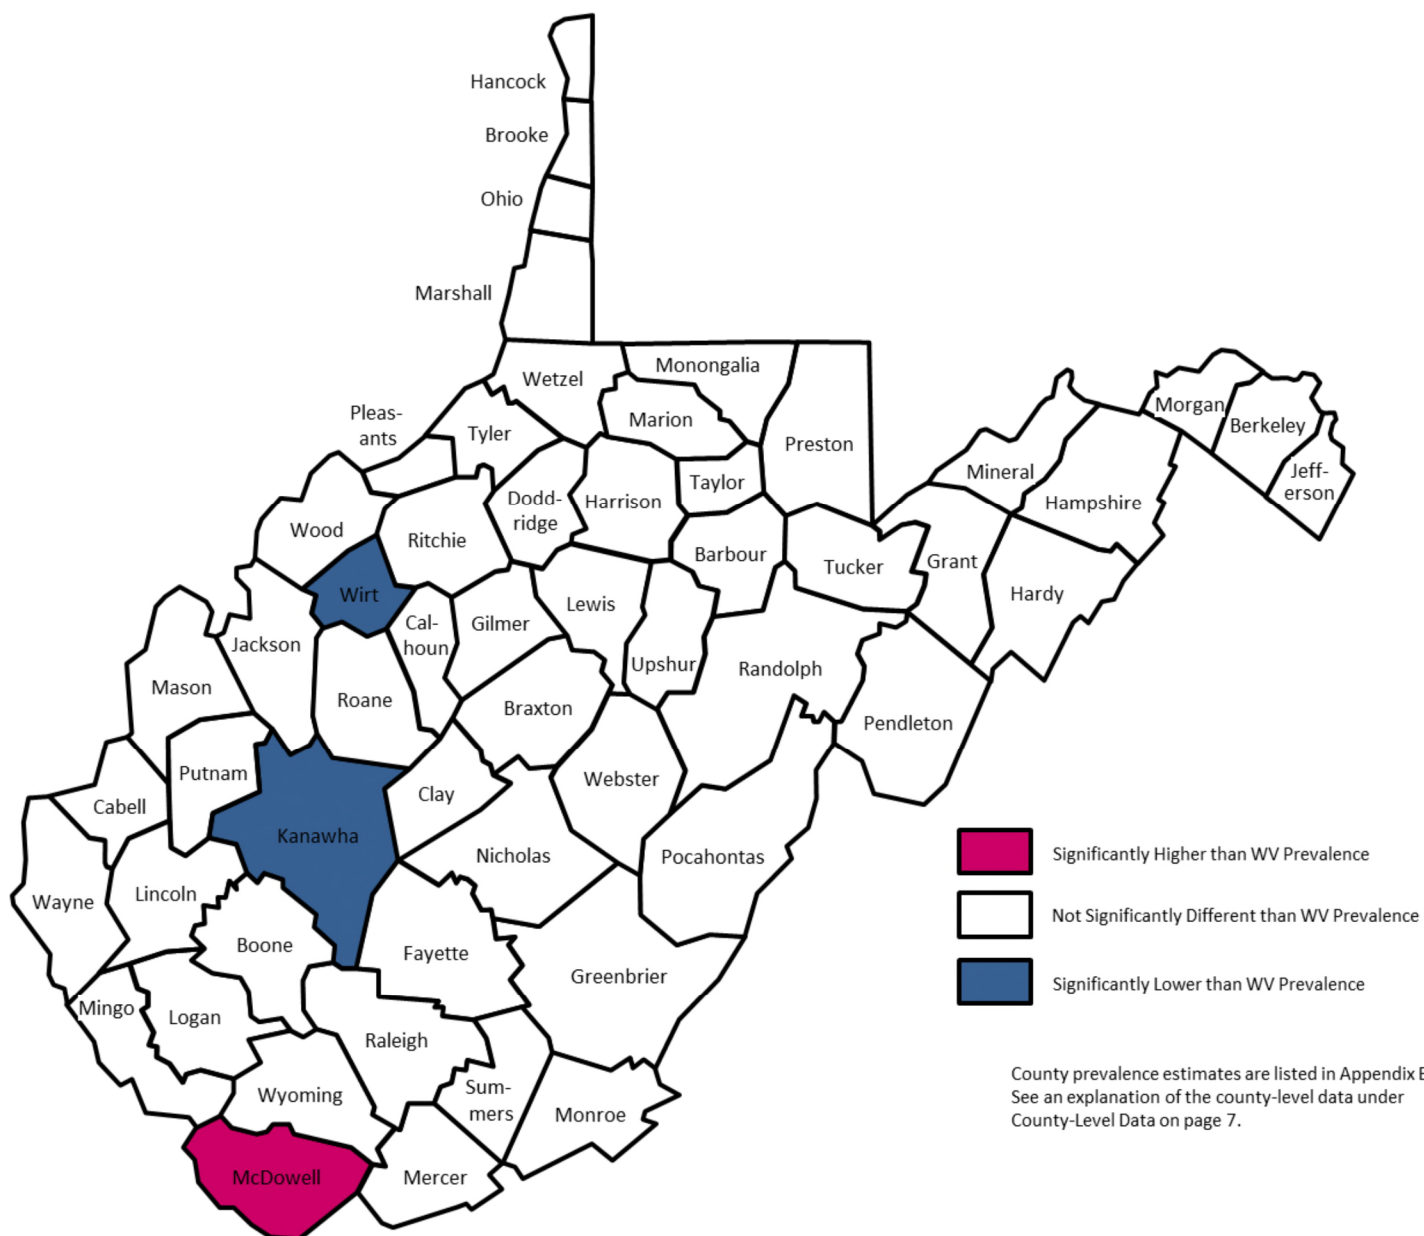 Hancock
Brooke
Ohio
Marshall
Wetzel
Monongalia
Pleas-
ants
Tyler
Marion
Preston
Morgan
Berkeley
Mineral
Jeff-
erson
Hampshire
Wood
Ritchie
Dodd-
ridge
Harrison
Taylor
Barbour
Tucker
Grant
Hardy
Wirt
Cal-
houn
Gilmer
Lewis
Jackson
Upshur
Randolph
Mason
Roane
Braxton
Pendleton
Putnam
Webster
Clay
Cabell
Kanawha
Nicholas
Pocahontas
Wayne
Lincoln
Boone
Fayette
Greenbrier
Mingo
Logan
Raleigh
Wyoming
Sum-
mers
Monroe
McDowell
Mercer
Significantly Higher than WV Prevalence
Not Significantly Different than WV Prevalence
Significantly Lower than WV Prevalence
County prevalence estimates are listed in Appendix
See an explanation of the county-level data under
County-Level Data on page 7.